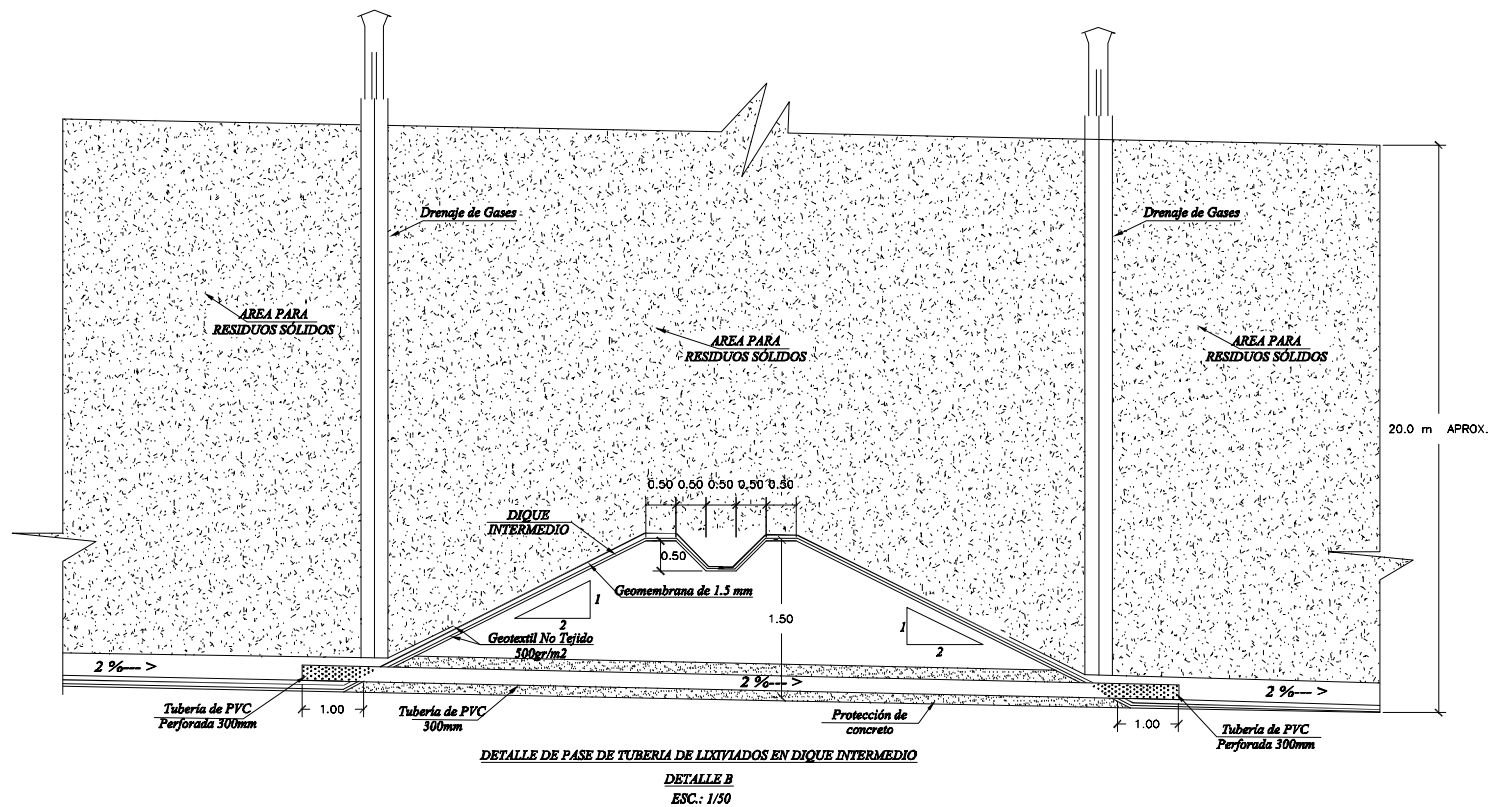 Drenaje de Gases
Drenaje de Gases
AREA PARA
RESIDUOS SÓLIDOS
AREA PARA
RESIDUOS SÓLIDOS
AREA PARA
RESIDUOS SÓLIDOS
20.0 m APROX.
0.50 0.50 0.50 0.50 0.50
DIQUE
INTERMEDIO
0.50
Geomembrana de 1.5 mm
1
2
1.50
1
2
Geotextil No Tejido
500gr/m2
2 %--- >
2 %--- >
2 %--- >
Tubería de PVC
Perforada 300mm
1.00
Tubería de PVC
300mm
Protección de
concreto
1.00
Tubería de PVC
Perforada 300mm
DETALLE DE PASE DE TUBERIA DE LIXIVIADOS EN DIQUE INTERMEDIO
DETALLE B
ESC.: 1/50